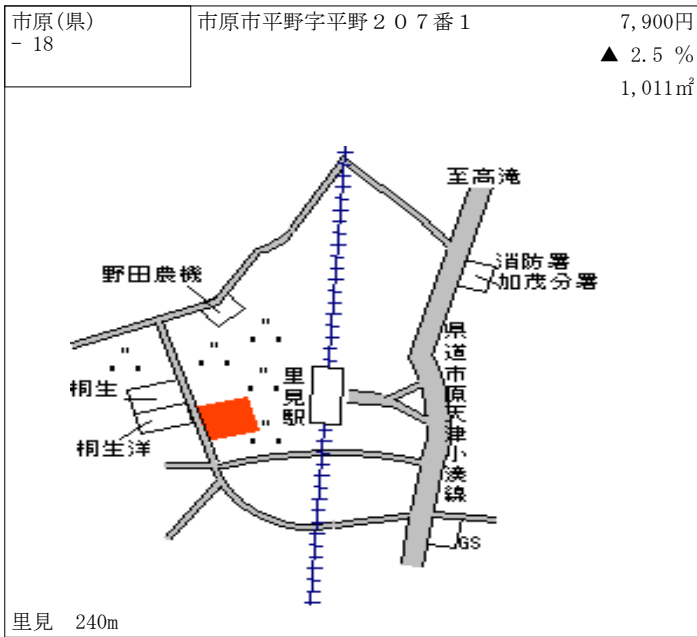 市原(県)
- 18
市原市平野字平野２０７番１
7,900円
▲ 2.5 %
1,011㎡
至高滝
消防署
加茂分署
野田農機
県道市原天津小湊線
里見駅
桐生
桐生洋
GS
里見 240m